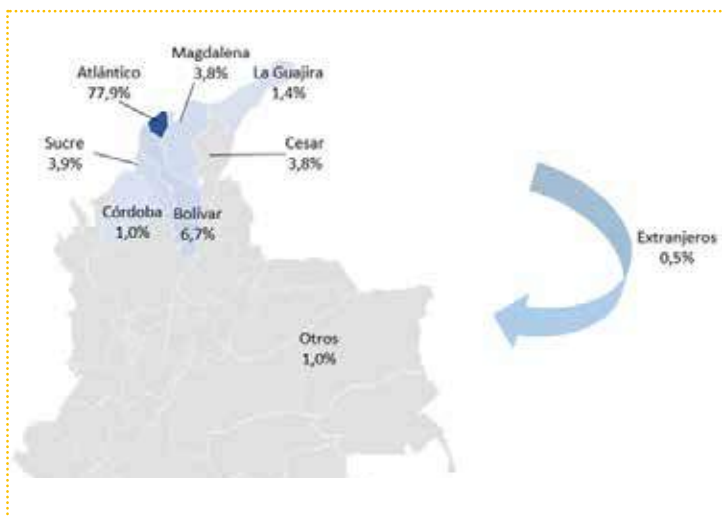 Magdalena
3,8%
Atlántico
77,9%
La Guajira
1,4%
Sucre
3,9%
Cesar
3,8%
Córdoba
1,0%
Bolívar
6,7%
Extranjeros
0,5%
Otros
1,0%